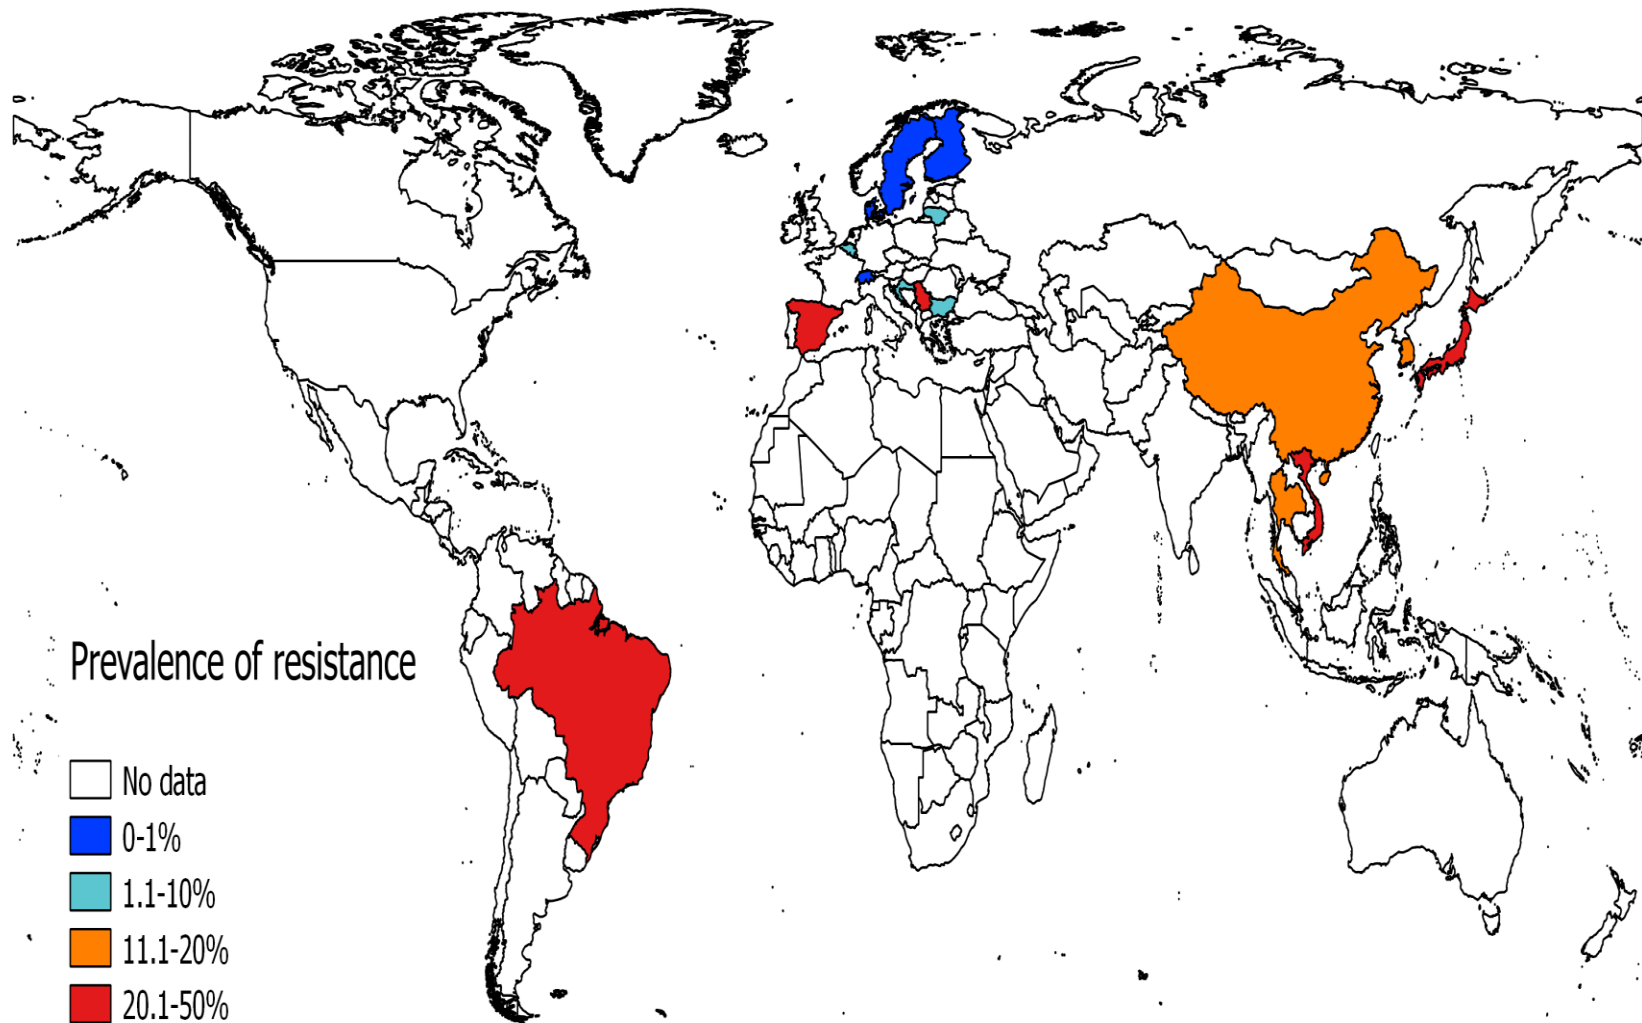 Prevalence of resistance
No data
0-1%
1.1-10%
11.1-20%
20.1-50%